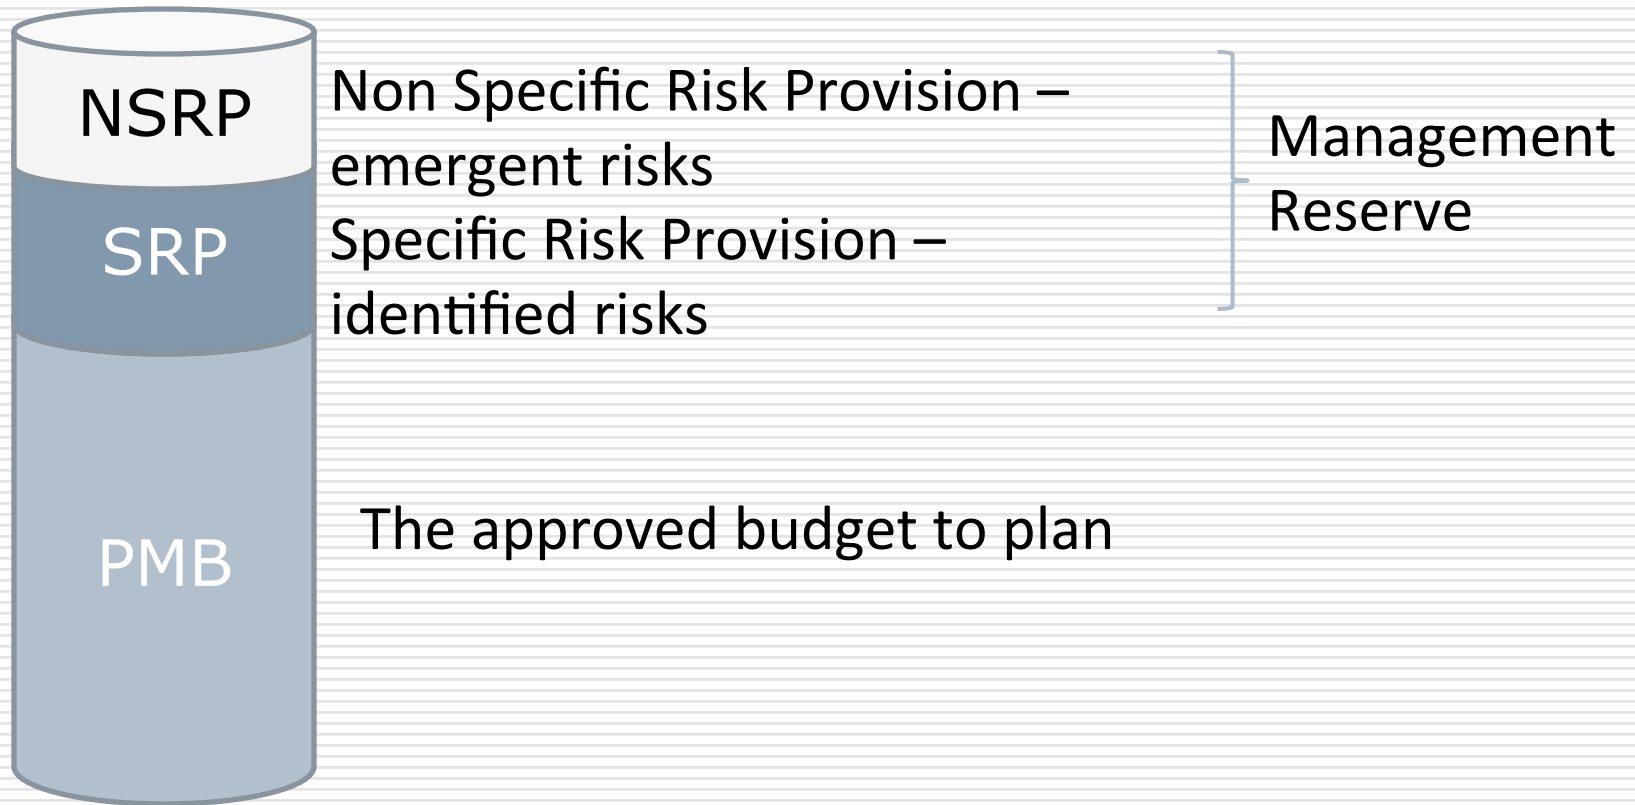 NSRP
Non Specific Risk Provision –
emergent risks
SRP
Specific Risk Provision –
identified risks
Management
Reserve
PMB
The approved budget to plan